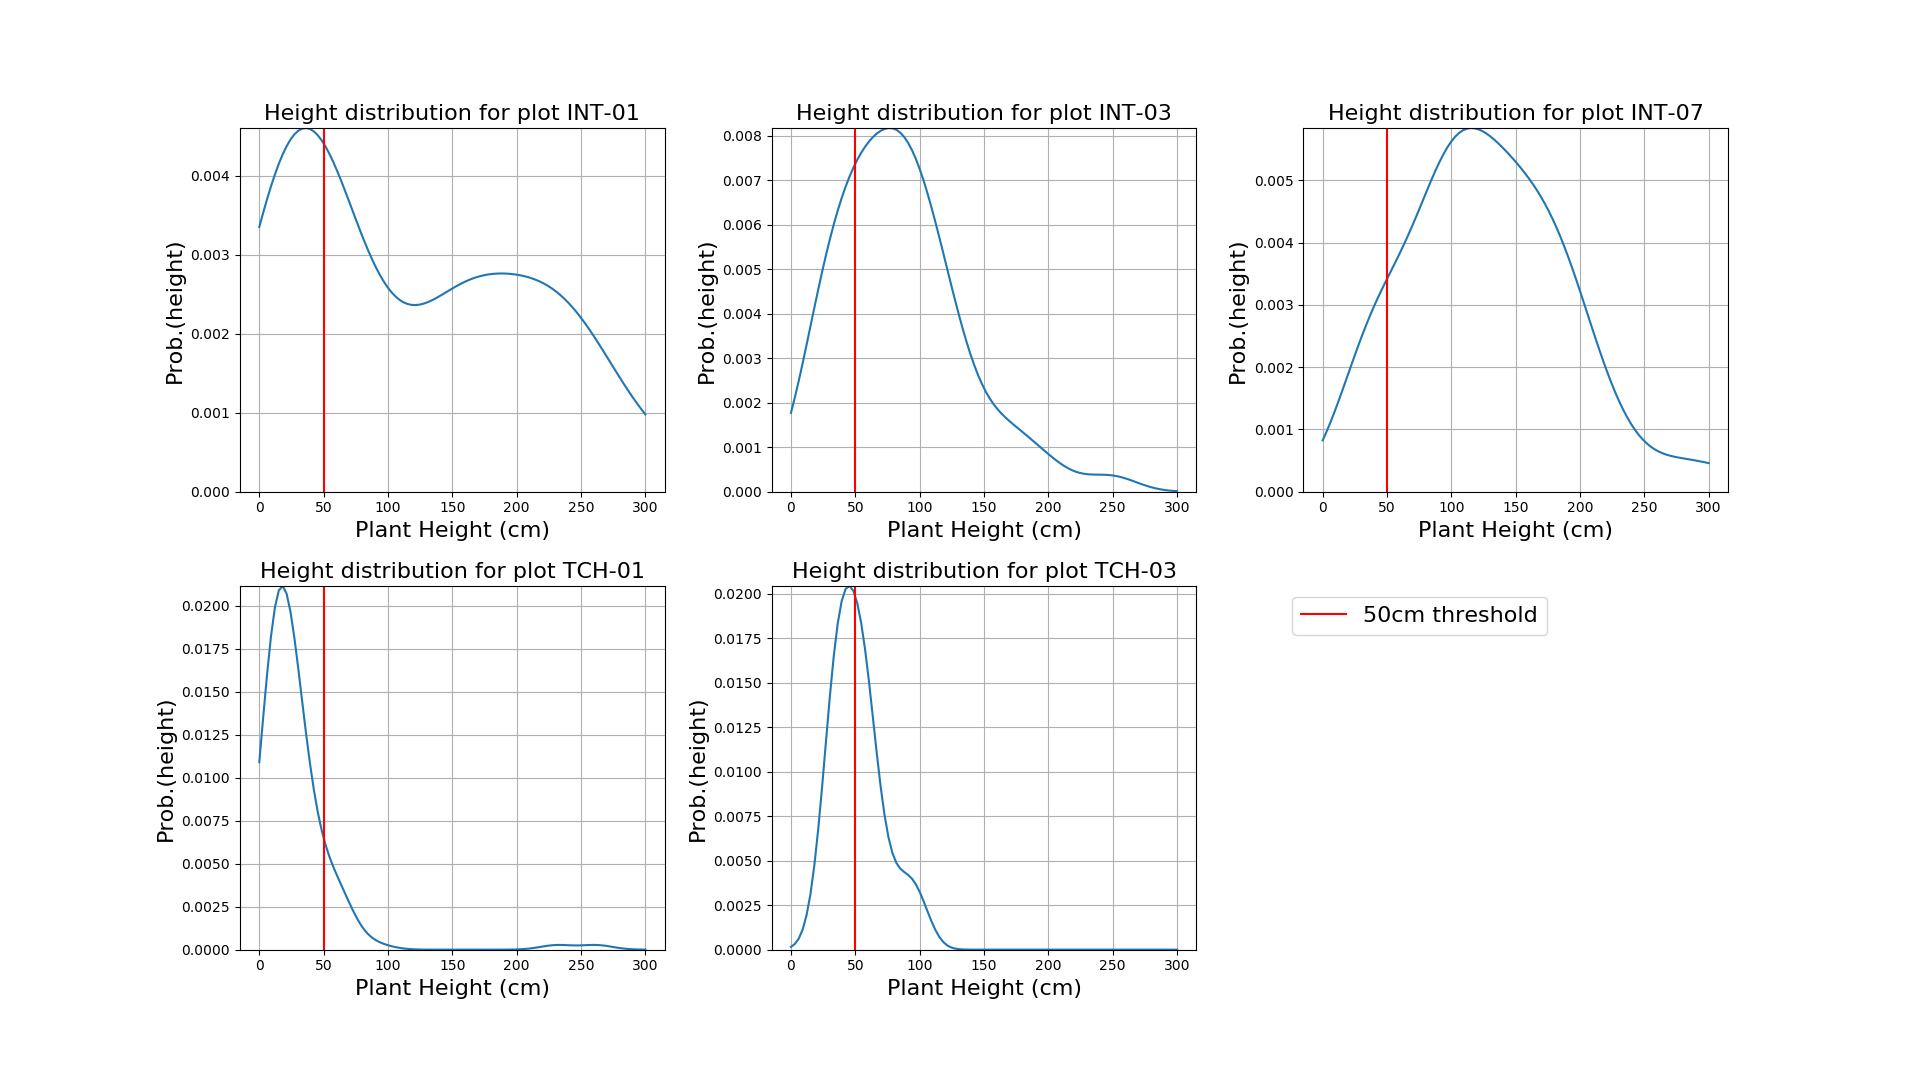 Height distribution for plot INT-01
Prob.(height)
0.004
0.003
0.002
0.001
0.000
0 50 100 150 200 250 300
Plant Height (cm)
Height distribution for plot INT-03
Prob.(height)
0.008
0.007
0.006
0.005
0.004
0.003
0.002
0.001
0.000
0 50 100 150 200 250 300
Plant Height (cm)
Height distribution for plot INT-07
Prob.(height)
0.005
0.004
0.003
0.002
0.001
0.000
0 50 100 150 200 250 300
Plant Height (cm)
Height distribution for plot TCH-01
Prob.(height)
0.0200
0.0175
0.0150
0.0125
0.0100
0.0075
0.0050
0.0025
0.0000
0 50 100 150 200 250 300
Plant Height (cm)
Height distribution for plot TCH-03
Prob.(height)
0.0200
0.0175
0.0150
0.0125
0.0100
0.0075
0.0050
0.0025
0.0000
0 50 100 150 200 250 300
Plant Height (cm)
50cm threshold